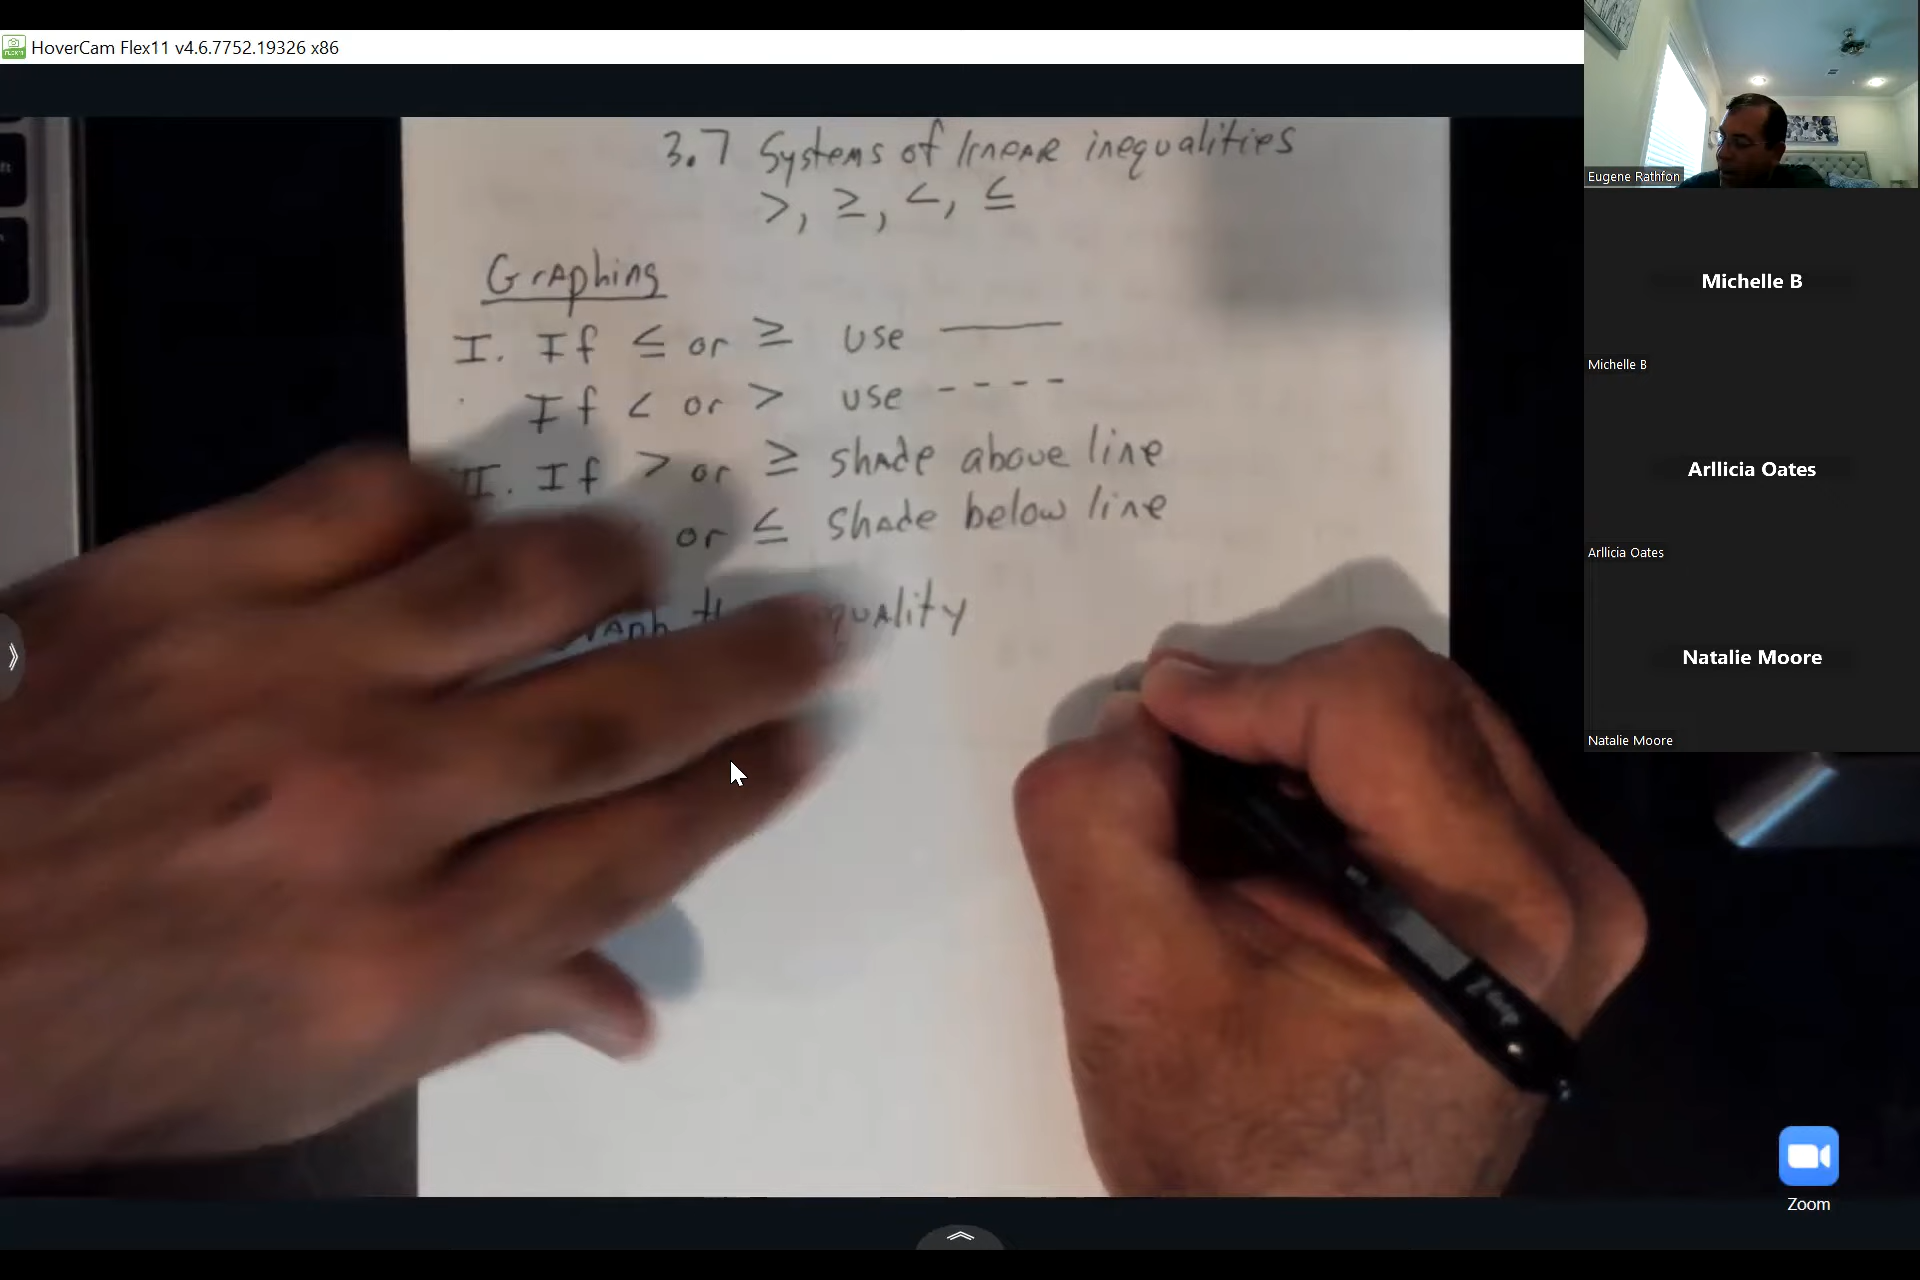 HoverCam Flex11 v4.6.7752.19326 x86
3.7 Systems of linear inequalities
>, ≥, <, ≤
Graphing
I. If ≤ or ≥ use ———
If < or > use - - - -
II. If > or ≥ shade above line
or ≤ shade below line
Eugene Rathfon
Michelle B
Michelle B
Arllicia Oates
Arllicia Oates
Natalie Moore
Natalie Moore
Zoom